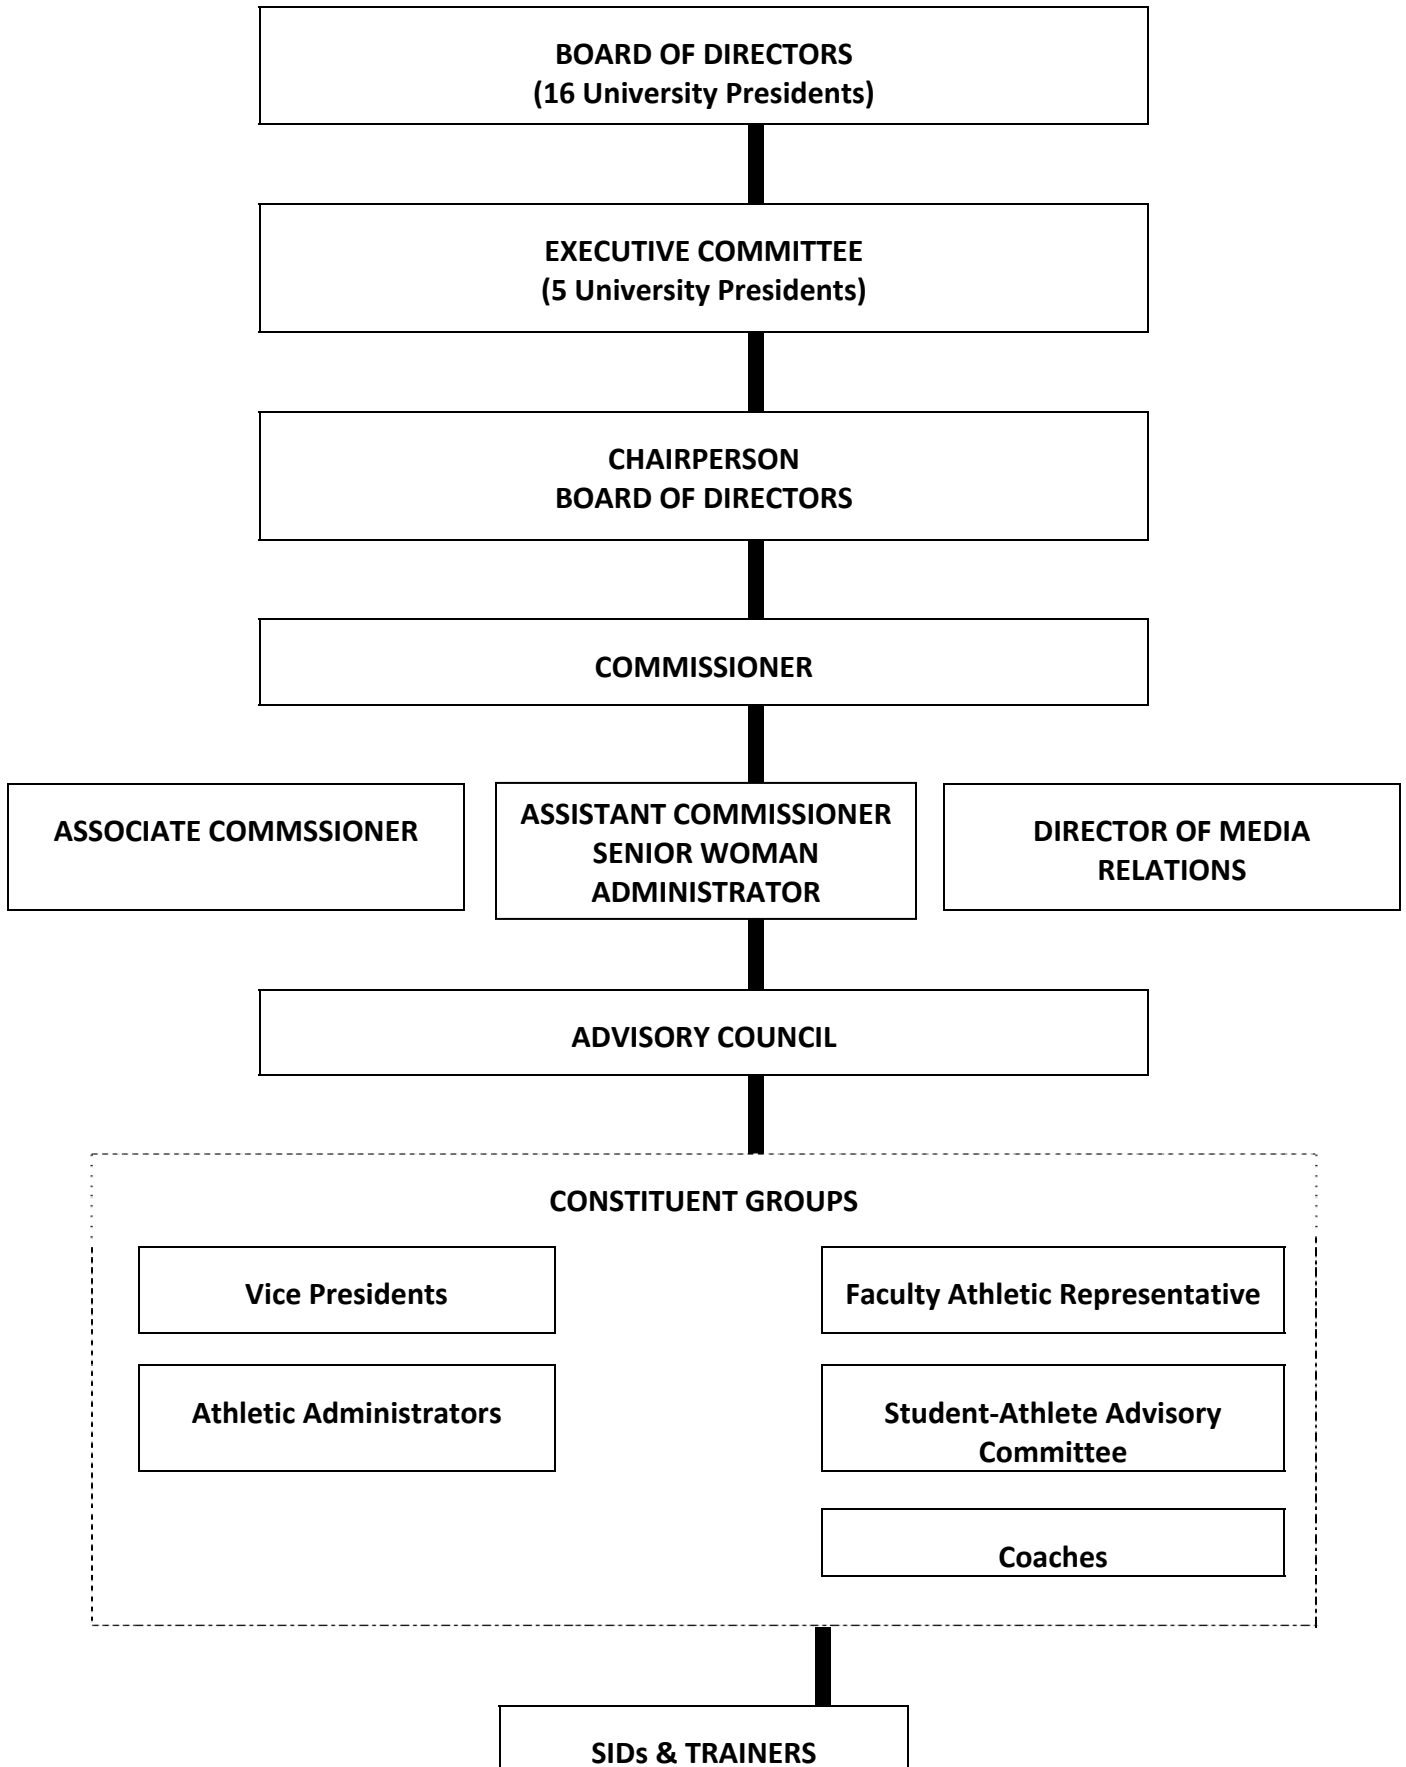 BOARD OF DIRECTORS
(16 University Presidents)
EXECUTIVE COMMITTEE
(5 University Presidents)
CHAIRPERSON
BOARD OF DIRECTORS
COMMISSIONER
ASSOCIATE COMMSSIONER
ASSISTANT COMMISSIONER
SENIOR WOMAN
ADMINISTRATOR
DIRECTOR OF MEDIA
RELATIONS
ADVISORY COUNCIL
CONSTITUENT GROUPS
Vice Presidents
Faculty Athletic Representative
Athletic Administrators
Student-Athlete Advisory
Committee
Coaches
SIDs & TRAINERS